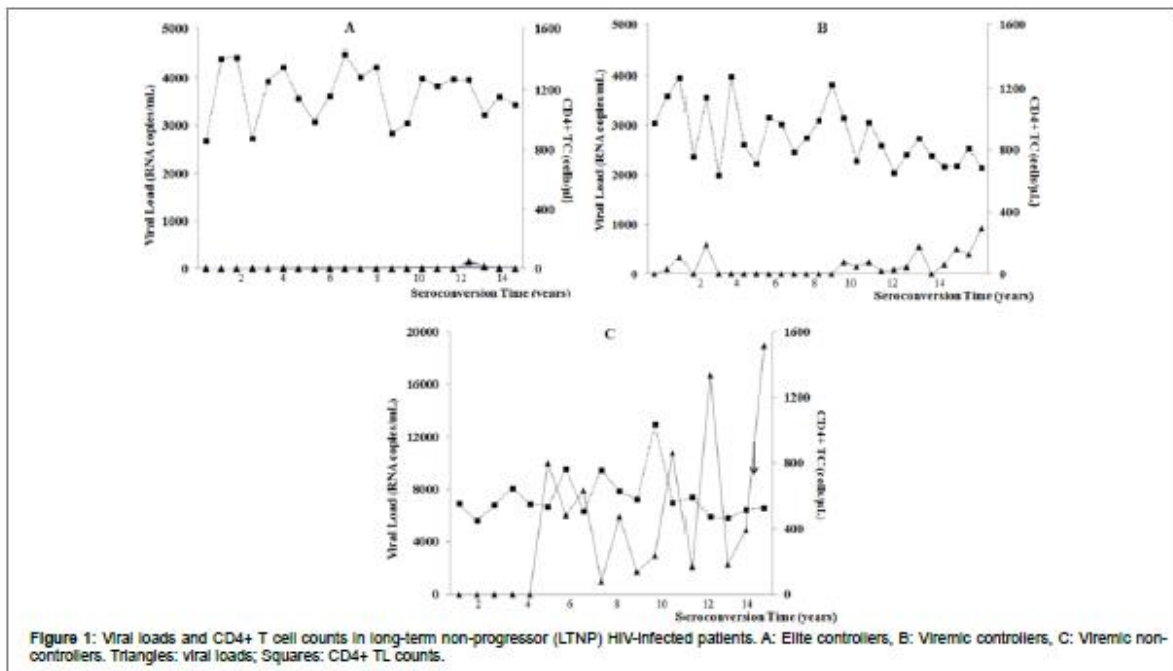 A
5000
4000
3000
2000
1000
0
Viral Load (RNA copies/mL)
1600
1200
800
400
0
CD4+ TC (cells/µl)
2 4 6 8 10 12 14
Seroconversion Time (years)
B
5000
4000
3000
2000
1000
0
Viral Load (RNA copies/mL)
1600
1200
800
400
0
CD4+ TC (cells/µL)
2 4 6 8 10 12 14
Seroconversion Time (years)
C
20000
16000
12000
8000
4000
0
Viral Load (RNA copies/mL)
1600
1200
800
400
0
CD4+ TC (cells/µL)
2 4 6 8 10 12 14
Seroconversion Time (years)
Figure 1: Viral loads and CD4+ T cell counts in long-term non-progressor (LTNP) HIV-infected patients. A: Elite controllers, B: Viremic controllers, C: Viremic non-
controllers. Triangles: viral loads; Squares: CD4+ TL counts.